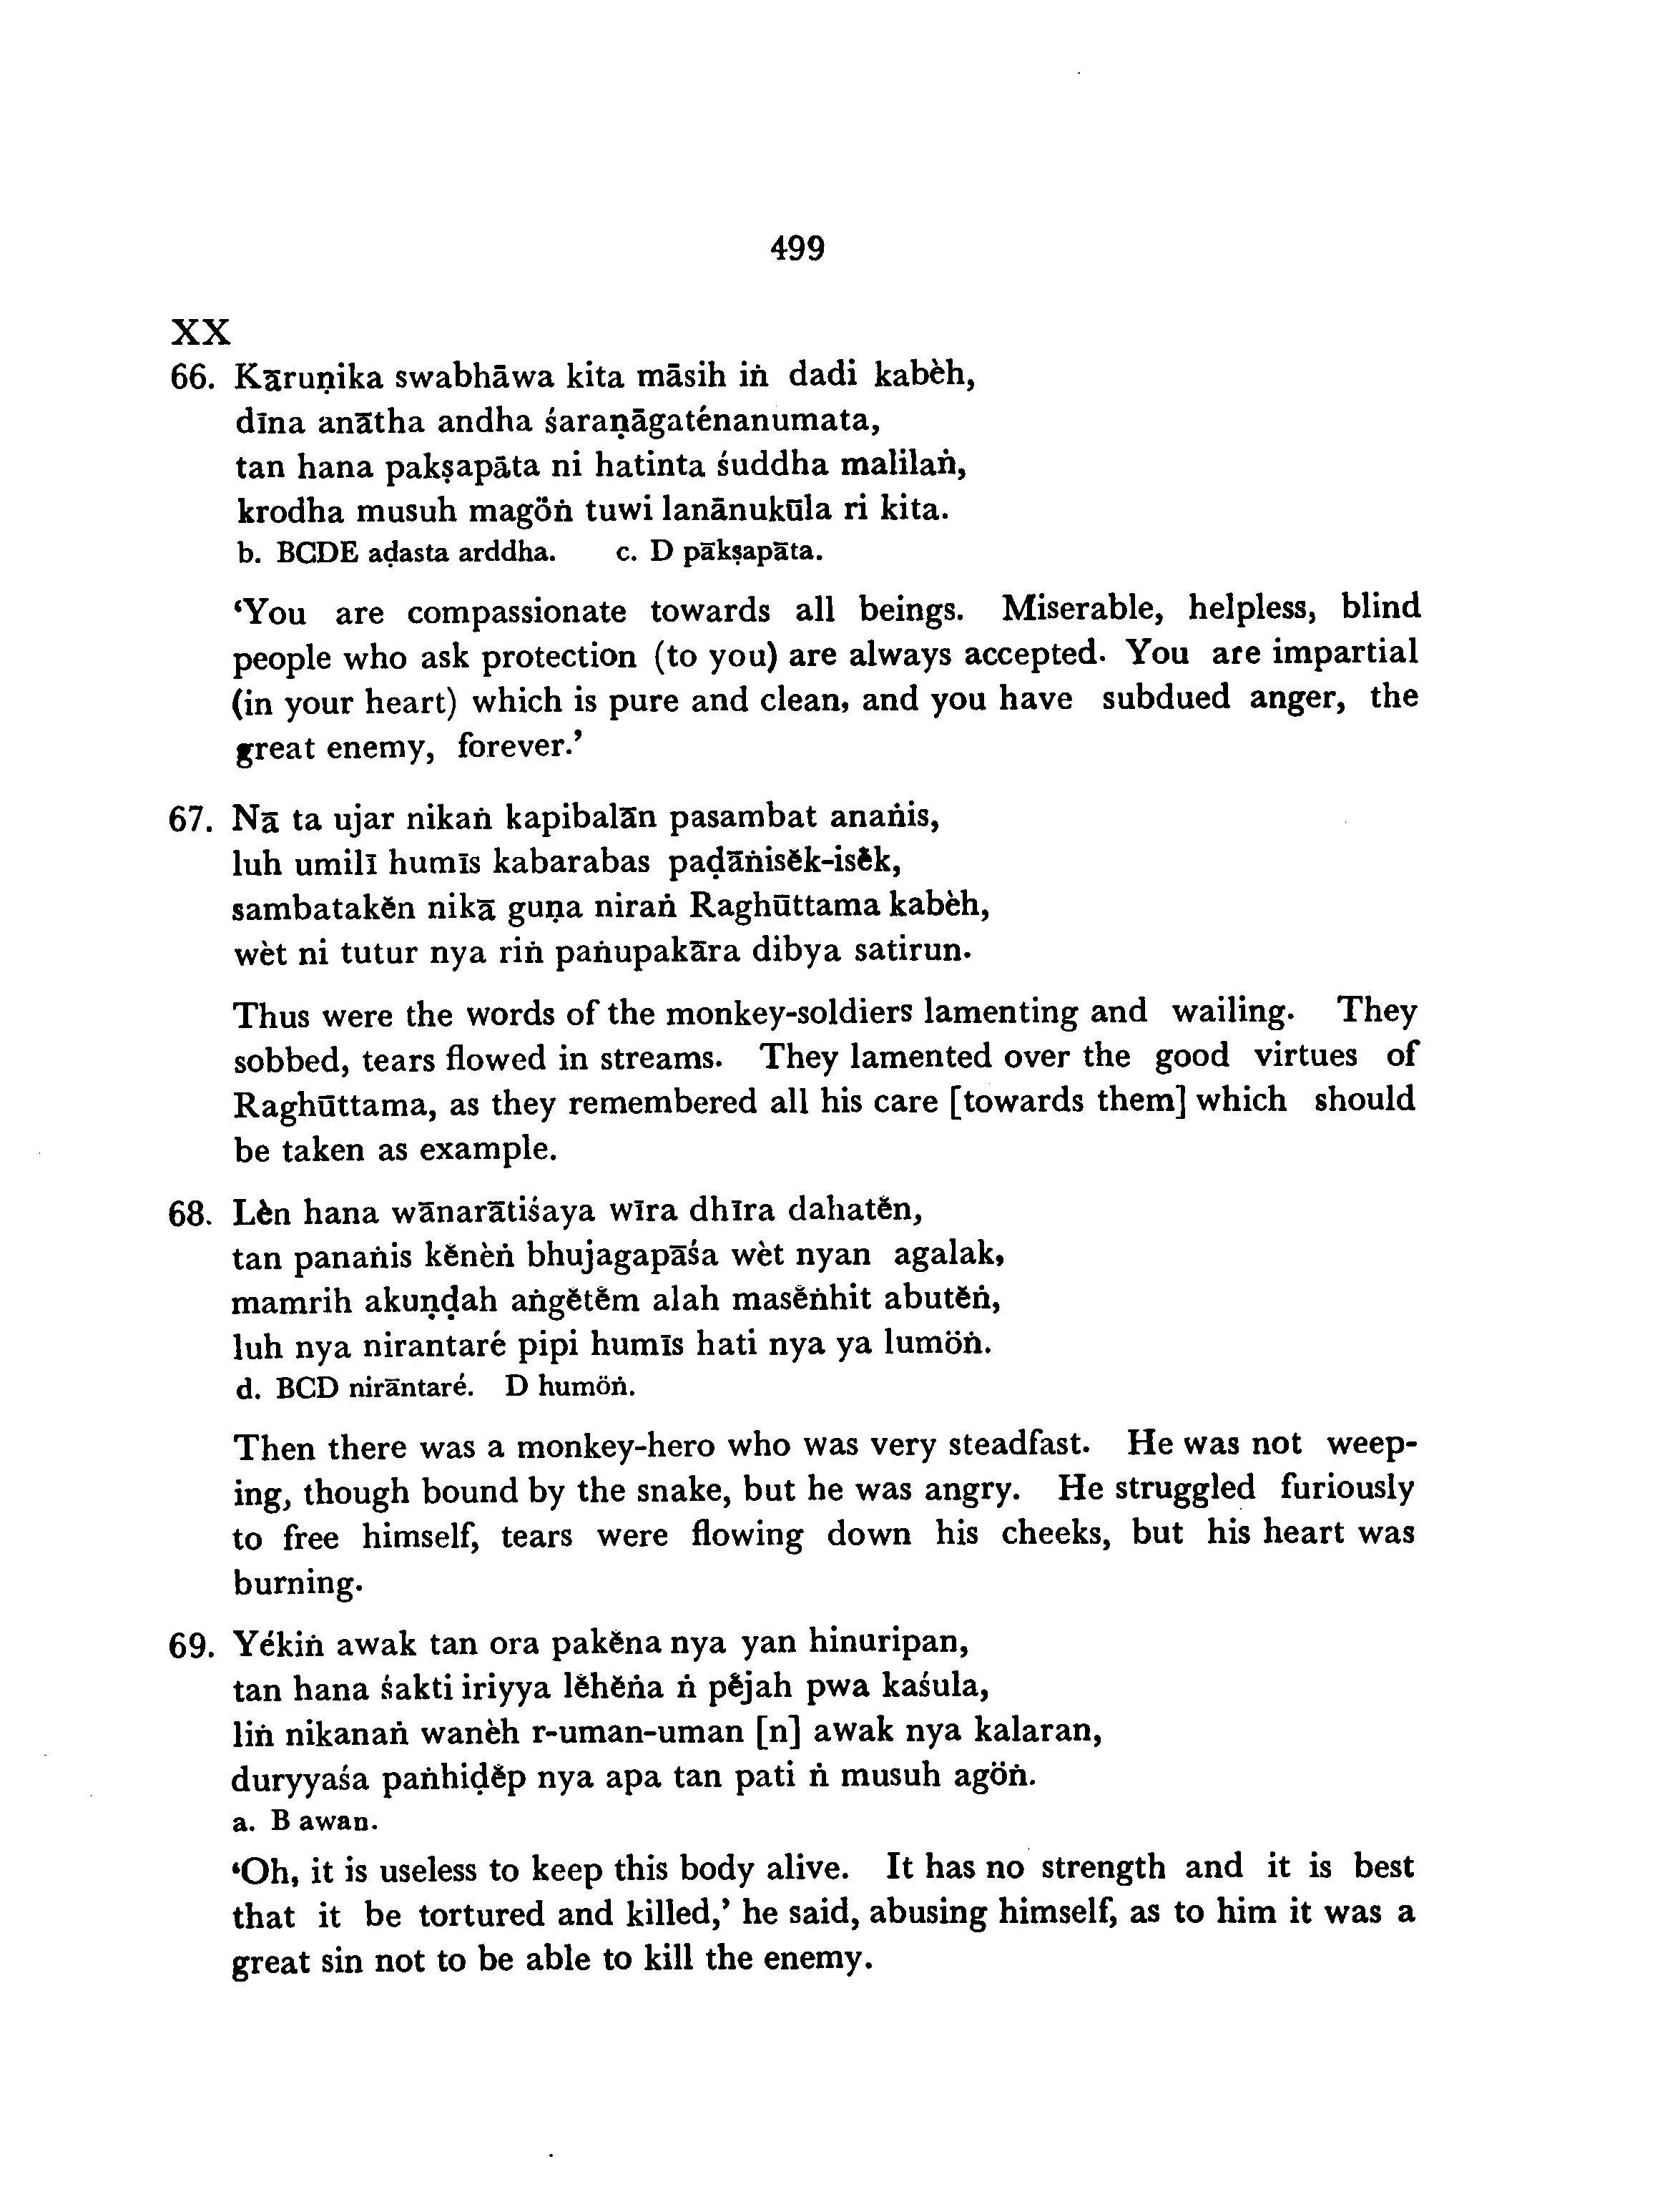 499
XX
66. Kāruṇika swabhāwa kita māsih iṅ dadi kabèh,
dīna anātha andha śaraṇāgaténanumata,
tan hana pakṣapāta ni hatinta śuddha malilaṅ,
krodha musuh magöṅ tuwi lanānukūla ri kita.
b. BCDE aḍasta arddha. c. D pākṣapāta.
‘You are compassionate towards all beings. Miserable, helpless, blind
people who ask protection (to you) are always accepted. You are impartial
(in your heart) which is pure and clean, and you have subdued anger, the
great enemy, forever.’
67. Nā ta ujar nikaṅ kapibalān pasambat anaṅis,
luh umilī humīs kabarabas paḍāṅisĕk-isĕk,
sambatakĕn nikā guṇa niraṅ Raghūttama kabèh,
wèt ni tutur nya riṅ paṅupakāra dibya satirun.
Thus were the words of the monkey-soldiers lamenting and wailing. They
sobbed, tears flowed in streams. They lamented over the good virtues of
Raghūttama, as they remembered all his care [towards them] which should
be taken as example.
68. Lèn hana wānarātiśaya wīra dhīra dahatĕn,
tan panaṅis kĕnèṅ bhujagapāśa wèt nyan agalak,
mamrih akuṇḍah aṅgĕtĕm alah masĕṅhit abutĕṅ,
luh nya nirantaré pipi humīs hati nya ya lumöṅ.
d. BCD nirāntaré. D humöṅ.
Then there was a monkey-hero who was very steadfast. He was not weep-
ing, though bound by the snake, but he was angry. He struggled furiously
to free himself, tears were flowing down his cheeks, but his heart was
burning.
69. Yékiṅ awak tan ora pakĕna nya yan hinuripan,
tan hana śakti iriyya lĕhĕṅa ṅ pĕjah pwa kaśula,
liṅ nikanaṅ wanèh r-uman-uman [n] awak nya kalaran,
duryyaśa paṅhiḍĕp nya apa tan pati ṅ musuh agöṅ.
a. B awan.
‘Oh, it is useless to keep this body alive. It has no strength and it is best
that it be tortured and killed,’ he said, abusing himself, as to him it was a
great sin not to be able to kill the enemy.